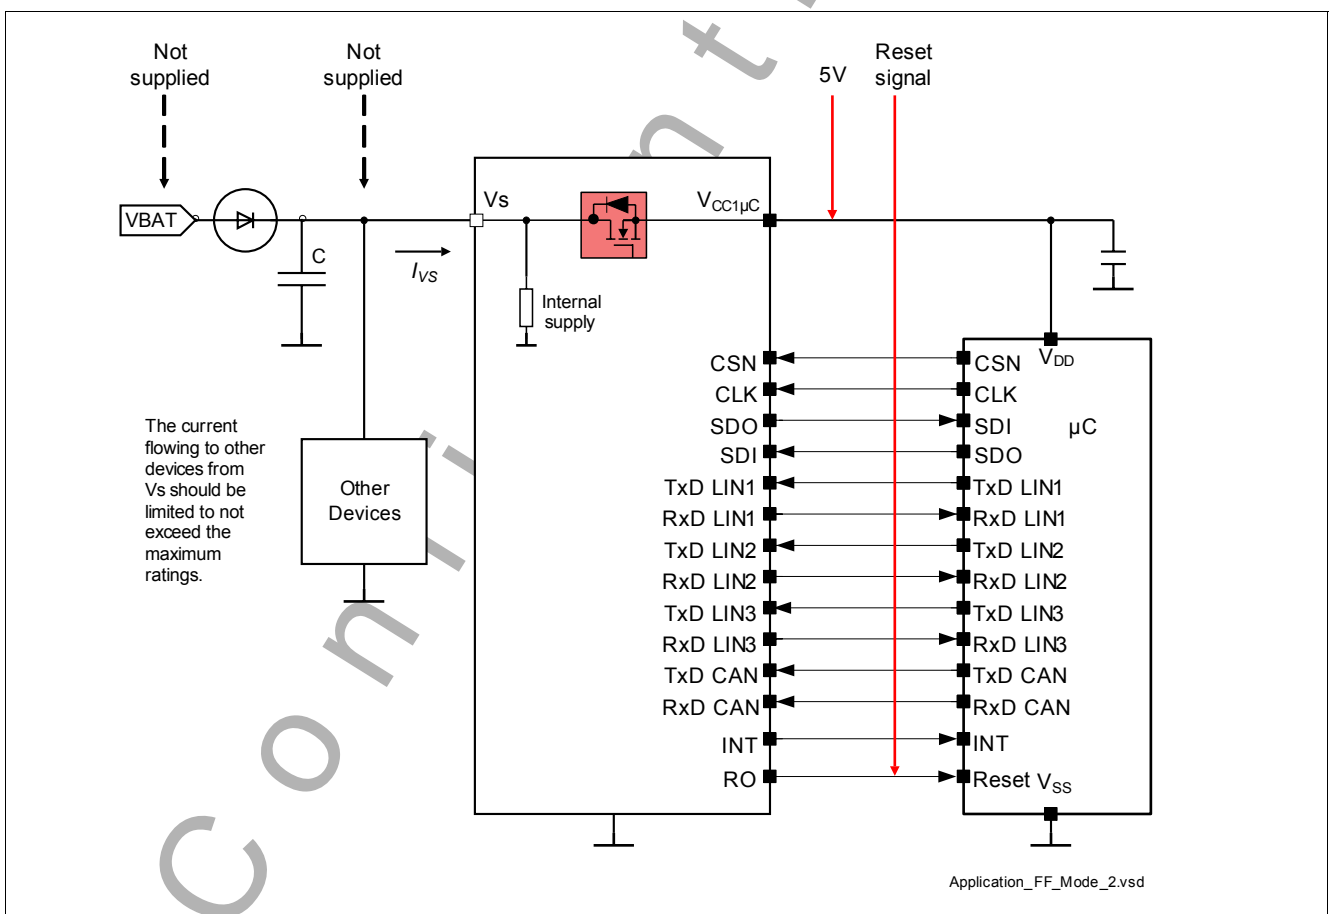 Not
supplied
Not
supplied
5V
Reset
signal
VBAT
C
IVS
Vs
VCC1µC
Internal
supply
The current
flowing to other
devices from
Vs should be
limited to not
exceed the
maximum
ratings.
Other
Devices
CSN
CLK
SDO
SDI
TxD LIN1
RxD LIN1
TxD LIN2
RxD LIN2
TxD LIN3
RxD LIN3
TxD CAN
RxD CAN
INT
RO
VDD
CSN
CLK
SDI
µC
SDO
TxD LIN1
RxD LIN1
TxD LIN2
RxD LIN2
TxD LIN3
RxD LIN3
TxD CAN
RxD CAN
INT
Reset VSS
Application_FF_Mode_2.vsd